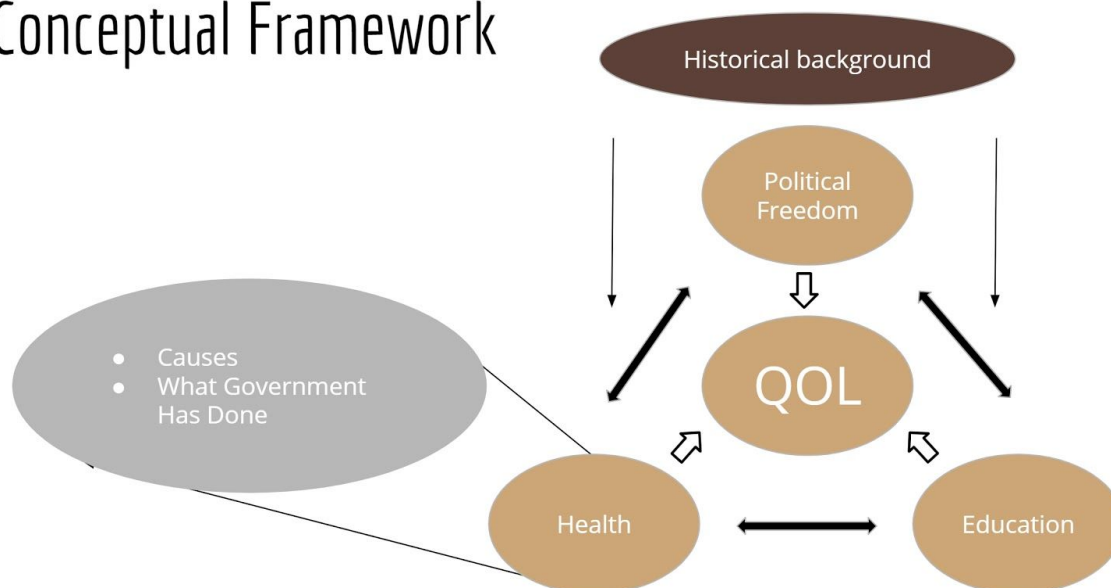 Conceptual Framework
Historical background
Political
Freedom
QOL
● Causes
● What Government
Has Done
Health
Education